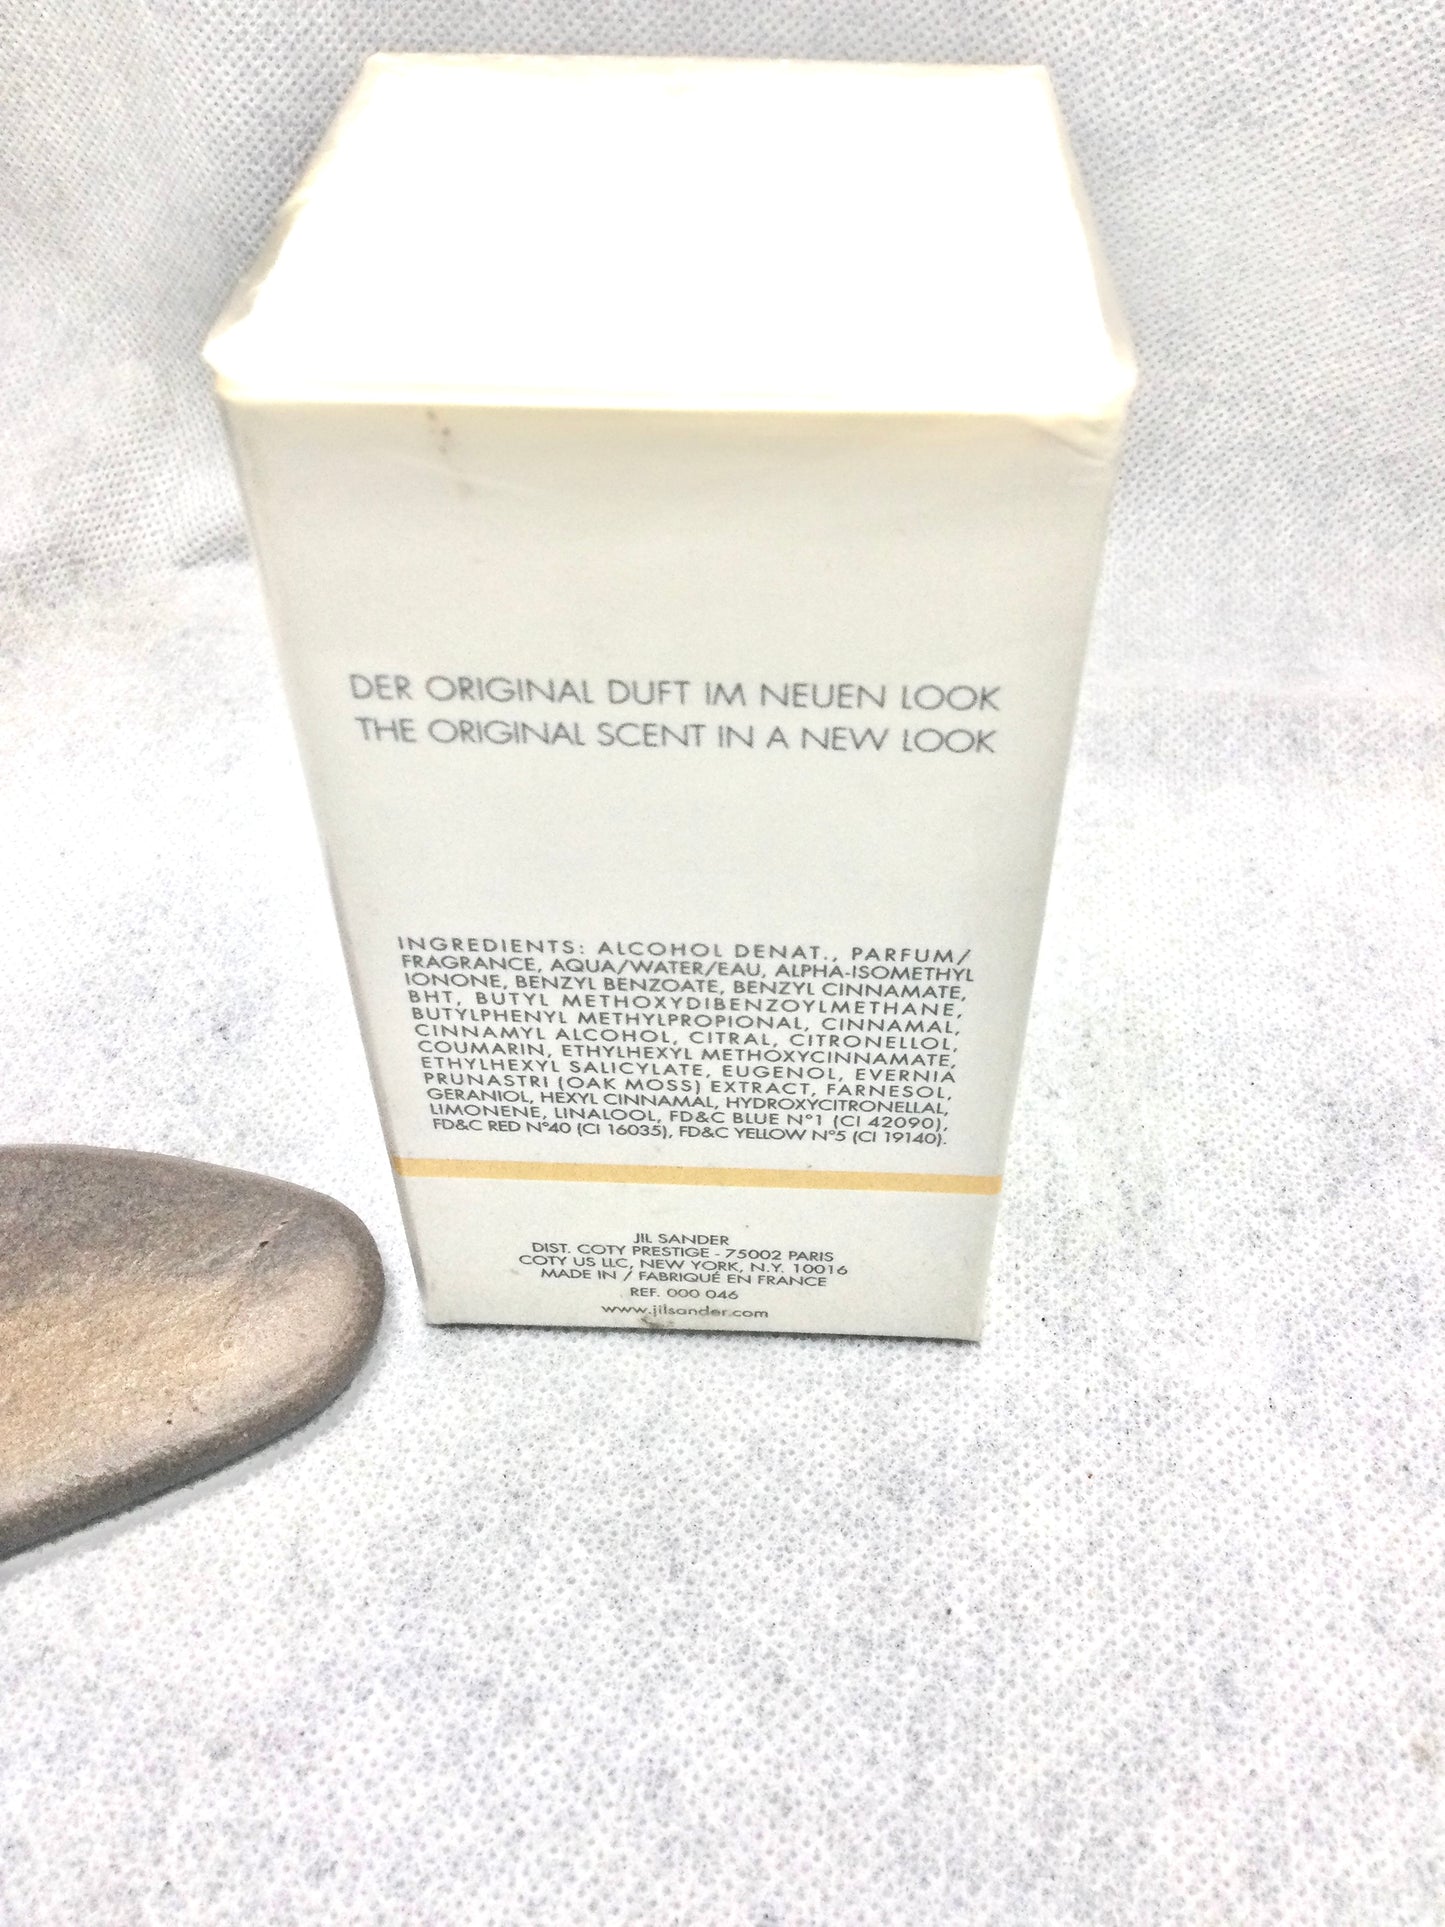 DER ORIGINAL DUFT IM NEUEN LOOK
THE ORIGINAL SCENT IN A NEW LOOK
INGREDIENTS: ALCOHOL DENAT., PARFUM/
FRAGRANCE, AQUA/WATER/EAU, ALPHA-ISOMETHYL
IONONE, BENZYL BENZOATE, BENZYL CINNAMATE,
BHT, BUTYL METHOXYDIBENZOYLMETHANE,
BUTYLPHENYL METHYLPROPIONAL, CINNAMAL,
CINNAMYL ALCOHOL, CITRAL, CITRONELLOL,
COUMARIN, ETHYLHEXYL METHOXYCINNAMATE,
ETHYLHEXYL SALICYLATE, EUGENOL, EVERNIA
PRUNASTRI (OAK MOSS) EXTRACT, FARNESOL,
GERANIOL, HEXYL CINNAMAL, HYDROXYCITRONELLAL,
LIMONENE, LINALOOL, FD&C BLUE N°1 (CI 42090),
FD&C RED N°40 (CI 16035), FD&C YELLOW N°5 (CI 19140).
JIL SANDER
DIST. COTY PRESTIGE - 75002 PARIS
COTY US LLC, NEW YORK, N.Y. 10016
MADE IN / FABRIQUÉ EN FRANCE
REF. 000 046
www.jilsander.com